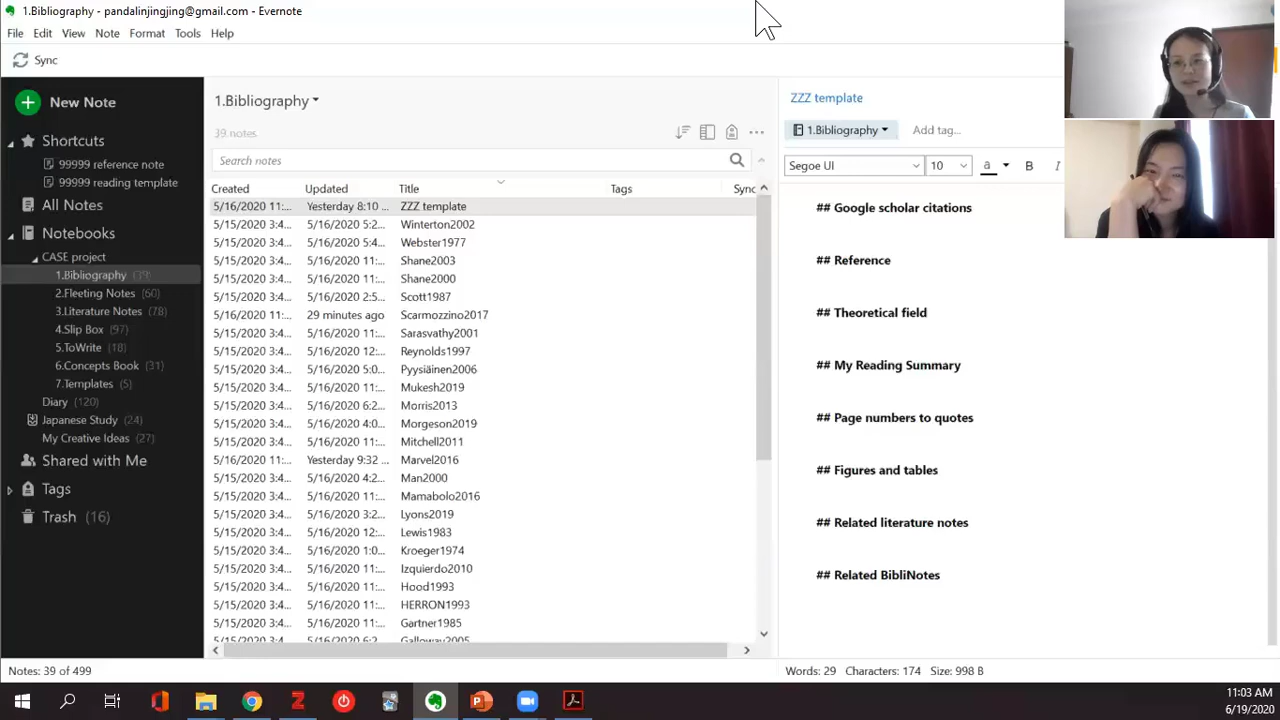 1.Bibliography - pandalinjingjing@gmail.com - Evernote
File Edit View Note Format Tools Help
Sync
New Note
Shortcuts
99999 reference note
99999 reading template
All Notes
Notebooks
CASE project
1.Bibliography (39)
2.Fleeting Notes (60)
3.Literature Notes (78)
4.Slip Box (97)
5.ToWrite (18)
6.Concepts Book (31)
7.Templates (5)
Diary (120)
Japanese Study (24)
My Creative Ideas (27)
Shared with Me
Tags
Trash (16)
1.Bibliography
39 notes
Search notes
Created Updated Title Tags Sync
5/16/2020 11:... Yesterday 8:10 ... ZZZ template
5/15/2020 3:4... 5/16/2020 5:2... Winterton2002
5/15/2020 3:4... 5/16/2020 5:4... Webster1977
5/15/2020 3:4... 5/16/2020 11:... Shane2003
5/15/2020 3:4... 5/16/2020 11:... Shane2000
5/15/2020 3:4... 5/16/2020 2:5... Scott1987
5/16/2020 11:... 29 minutes ago Scarmozzino2017
5/15/2020 3:4... 5/16/2020 11:... Sarasvathy2001
5/15/2020 3:4... 5/16/2020 12:... Reynolds1997
5/15/2020 3:4... 5/16/2020 5:0... Pyysiäinen2006
5/15/2020 3:4... 5/16/2020 11:... Mukesh2019
5/15/2020 3:4... 5/16/2020 6:2... Morris2013
5/15/2020 3:4... 5/16/2020 4:0... Morgeson2019
5/15/2020 3:4... 5/16/2020 11:... Mitchell2011
5/16/2020 11:... Yesterday 9:32 ... Marvel2016
5/15/2020 3:4... 5/16/2020 4:2... Man2000
5/15/2020 3:4... 5/16/2020 11:... Mamabolo2016
5/15/2020 3:4... 5/16/2020 3:2... Lyons2019
5/15/2020 3:4... 5/16/2020 12:... Lewis1983
5/15/2020 3:4... 5/16/2020 1:0... Kroeger1974
5/15/2020 3:4... 5/16/2020 11:... Izquierdo2010
5/15/2020 3:4... 5/16/2020 11:... Hood1993
5/15/2020 3:4... 5/16/2020 11:... HERRON1993
5/15/2020 3:4... 5/16/2020 11:... Gartner1985
5/15/2020 3:4... 5/16/2020 6:2... Galloway2005
Notes: 39 of 499
ZZZ template
1.Bibliography Add tag...
Segoe UI 10 a B I
## Google scholar citations
## Reference
## Theoretical field
## My Reading Summary
## Page numbers to quotes
## Figures and tables
## Related literature notes
## Related BibliNotes
Words: 29 Characters: 174 Size: 998 B
11:03 AM
6/19/2020